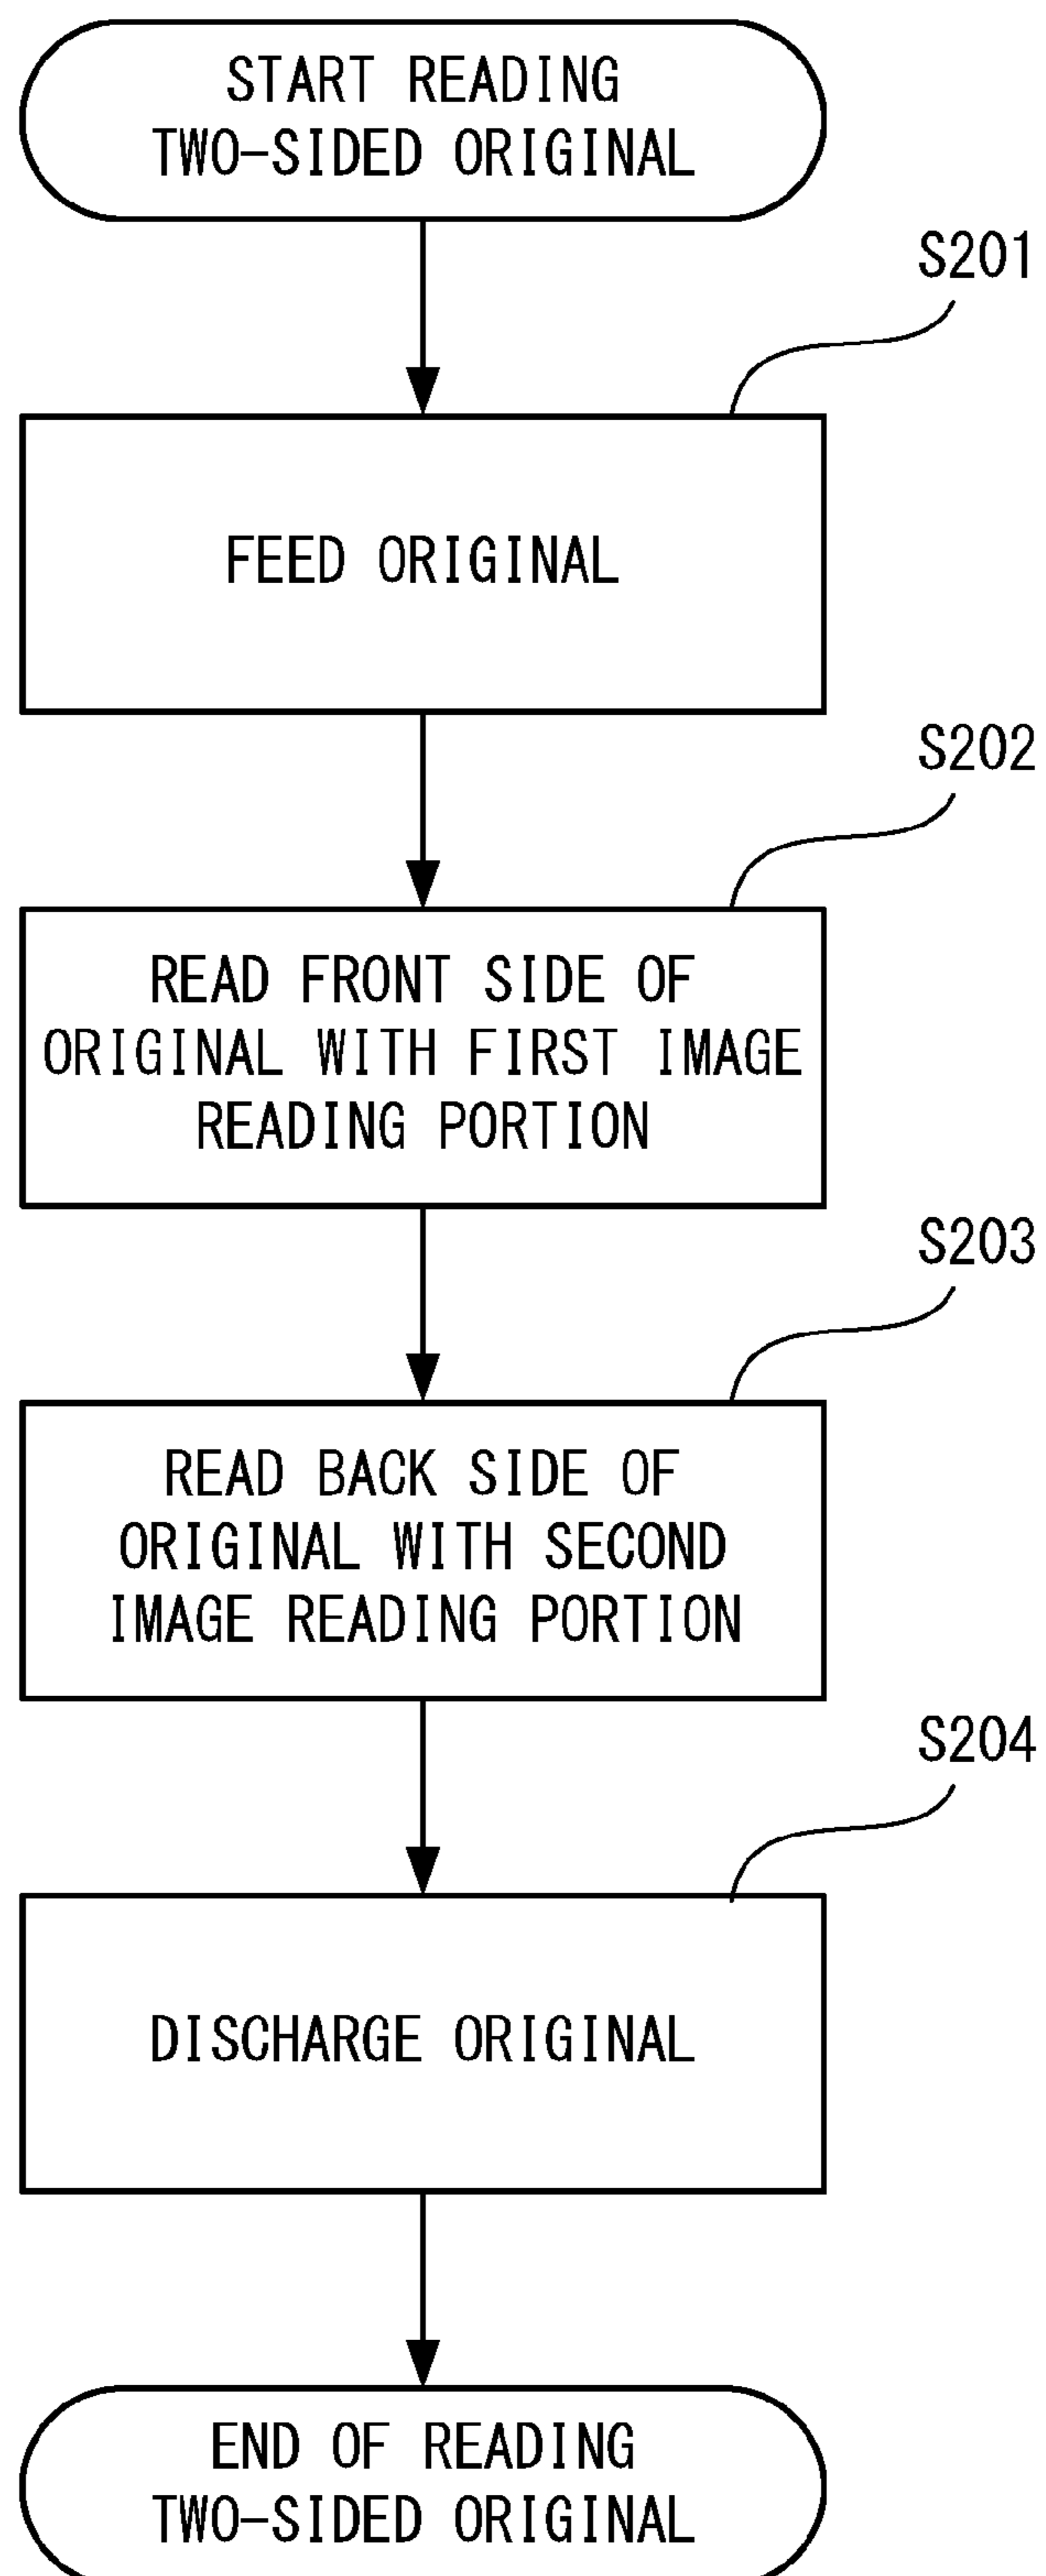 START READING
TWO-SIDED ORIGINAL
S201
FEED ORIGINAL
S202
READ FRONT SIDE OF
ORIGINAL WITH FIRST IMAGE
READING PORTION
S203
READ BACK SIDE OF
ORIGINAL WITH SECOND
IMAGE READING PORTION
S204
DISCHARGE ORIGINAL
END OF READING
TWO-SIDED ORIGINAL